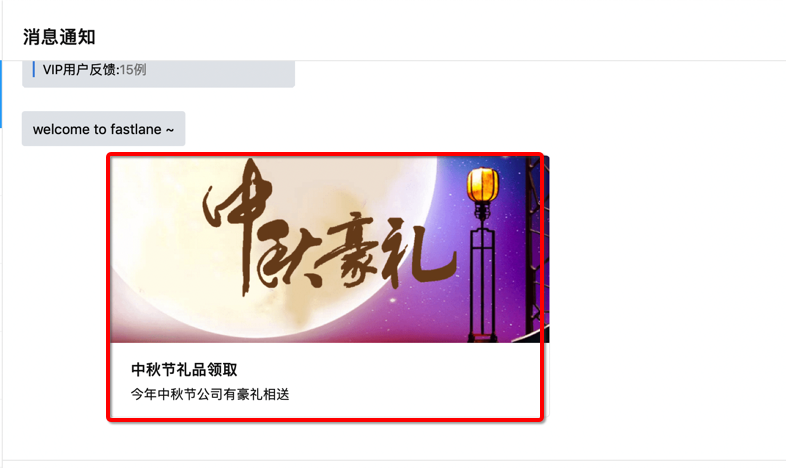 消息通知
VIP用户反馈:15例
welcome to fastlane ~
中秋豪礼
中秋节礼品领取
今年中秋节公司有豪礼相送